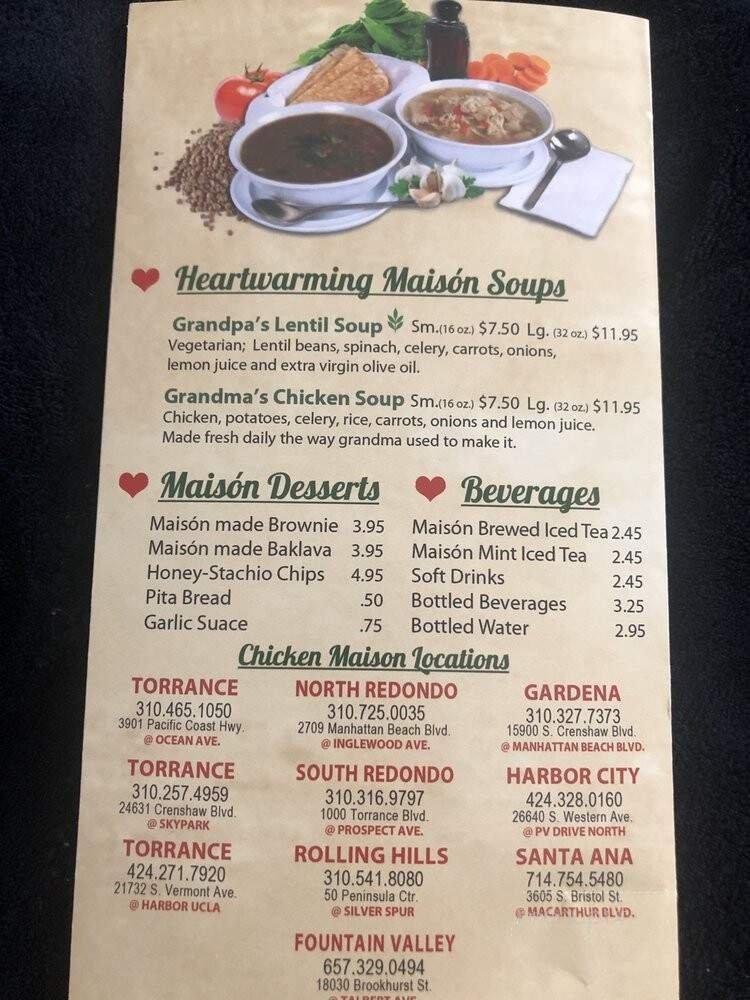 Heartwarming Maisón Soups
Grandpa's Lentil Soup Sm.(16 oz.) $7.50 Lg. (32 oz.) $11.95
Vegetarian; Lentil beans, spinach, celery, carrots, onions,
lemon juice and extra virgin olive oil.
Grandma's Chicken Soup Sm.(16 oz.) $7.50 Lg. (32 oz.) $11.95
Chicken, potatoes, celery, rice, carrots, onions and lemon juice.
Made fresh daily the way grandma used to make it.
Maisón Desserts
Maisón made Brownie 3.95
Maisón made Baklava 3.95
Honey-Stachio Chips 4.95
Pita Bread .50
Garlic Suace .75
Beverages
Maisón Brewed Iced Tea 2.45
Maisón Mint Iced Tea 2.45
Soft Drinks 2.45
Bottled Beverages 3.25
Bottled Water 2.95
Chicken Maison Locations
TORRANCE
310.465.1050
3901 Pacific Coast Hwy.
@ OCEAN AVE.
NORTH REDONDO
310.725.0035
2709 Manhattan Beach Blvd.
@ INGLEWOOD AVE.
GARDENA
310.327.7373
15900 S. Crenshaw Blvd.
@ MANHATTAN BEACH BLVD.
TORRANCE
310.257.4959
24631 Crenshaw Blvd.
@ SKYPARK
SOUTH REDONDO
310.316.9797
1000 Torrance Blvd.
@ PROSPECT AVE.
HARBOR CITY
424.328.0160
26640 S. Western Ave.
@ PV DRIVE NORTH
TORRANCE
424.271.7920
21732 S. Vermont Ave.
@ HARBOR UCLA
ROLLING HILLS
310.541.8080
50 Peninsula Ctr.
@ SILVER SPUR
SANTA ANA
714.754.5480
3605 S. Bristol St.
@ MACARTHUR BLVD.
FOUNTAIN VALLEY
657.329.0494
18030 Brookhurst St.
@ TALBERT AVE.